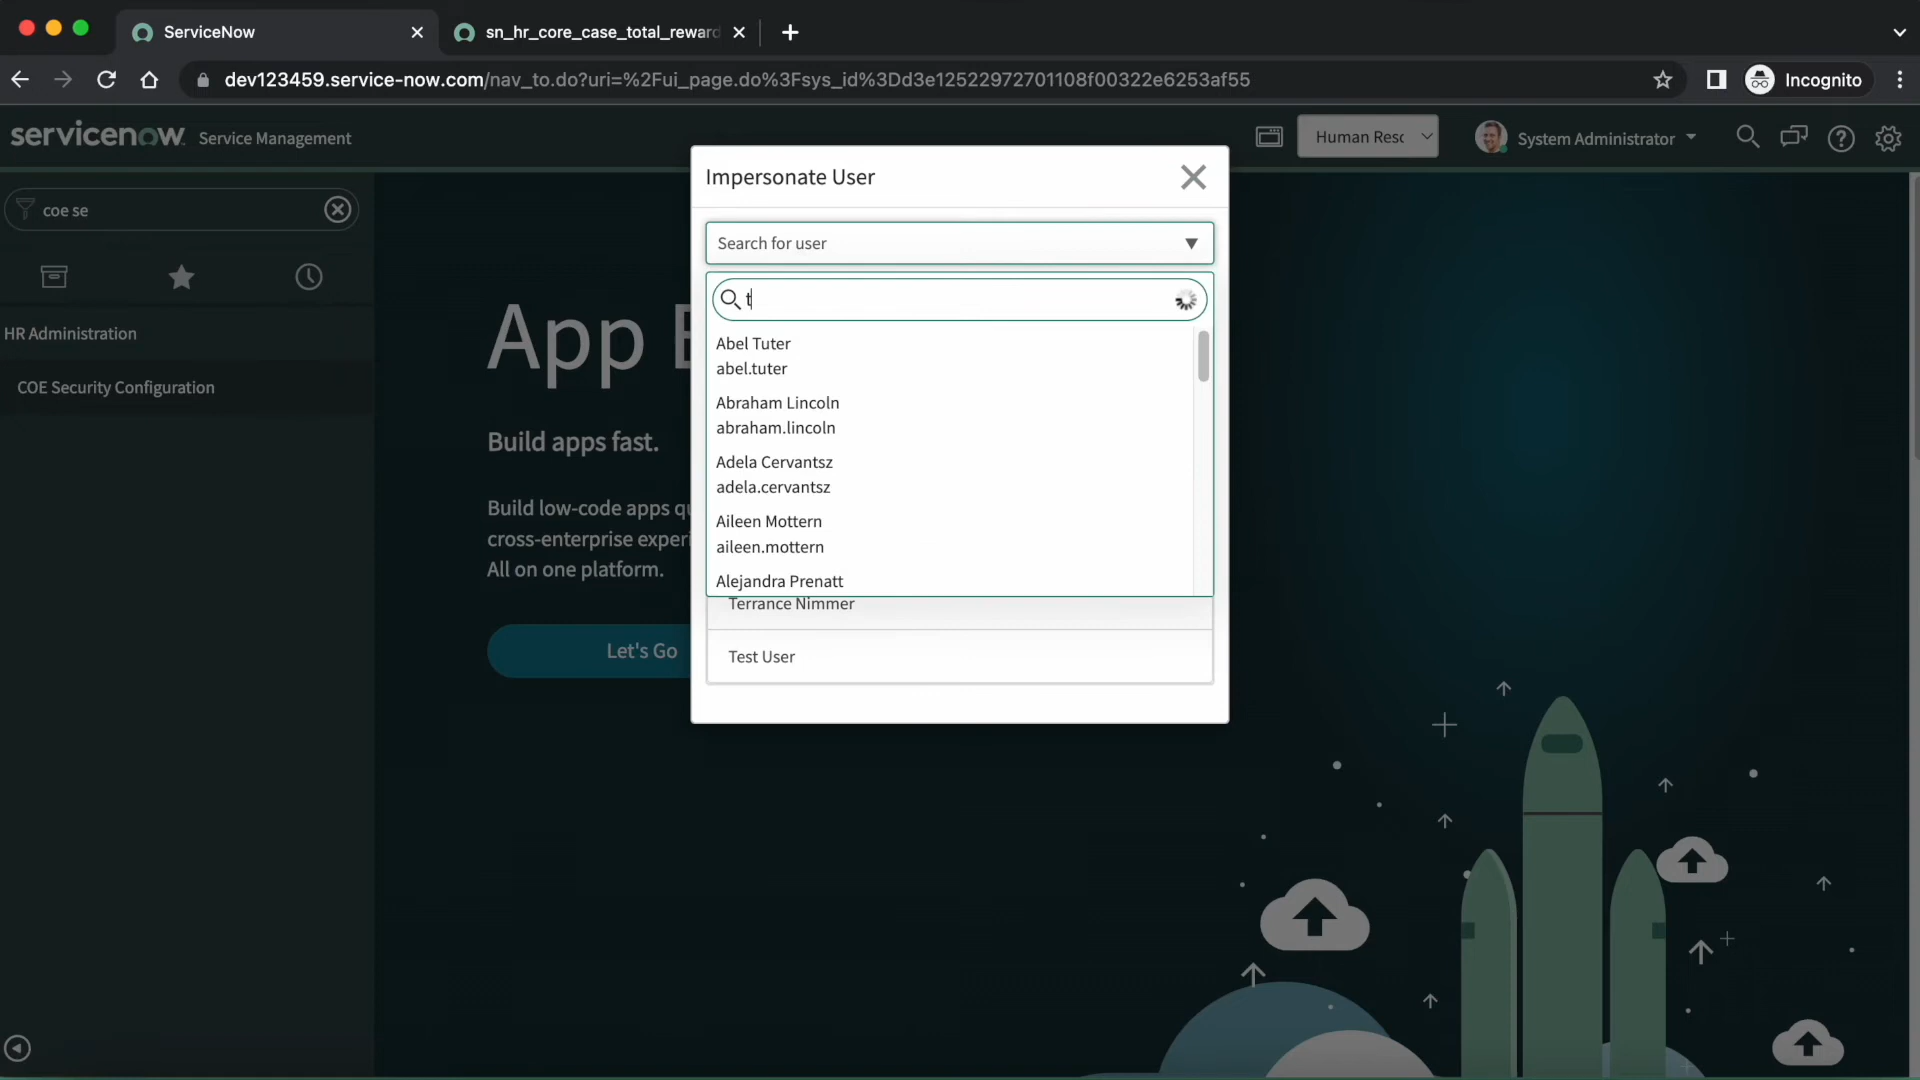 ServiceNow
sn_hr_core_case_total_reward
dev123459.service-now.com/nav_to.do?uri=%2Fui_page.do%3Fsys_id%3Dd3e12522972701108f00322e6253af55
Incognito
servicenow Service Management
Human Resc
System Administrator
coe se
HR Administration
COE Security Configuration
App
Build apps fast.
Build low-code apps
cross-enterprise
All on one platform.
Let's Go
Impersonate User
Search for user
t
Abel Tuter
abel.tuter
Abraham Lincoln
abraham.lincoln
Adela Cervantsz
adela.cervantsz
Aileen Mottern
aileen.mottern
Alejandra Prenatt
Terrance Nimmer
Test User